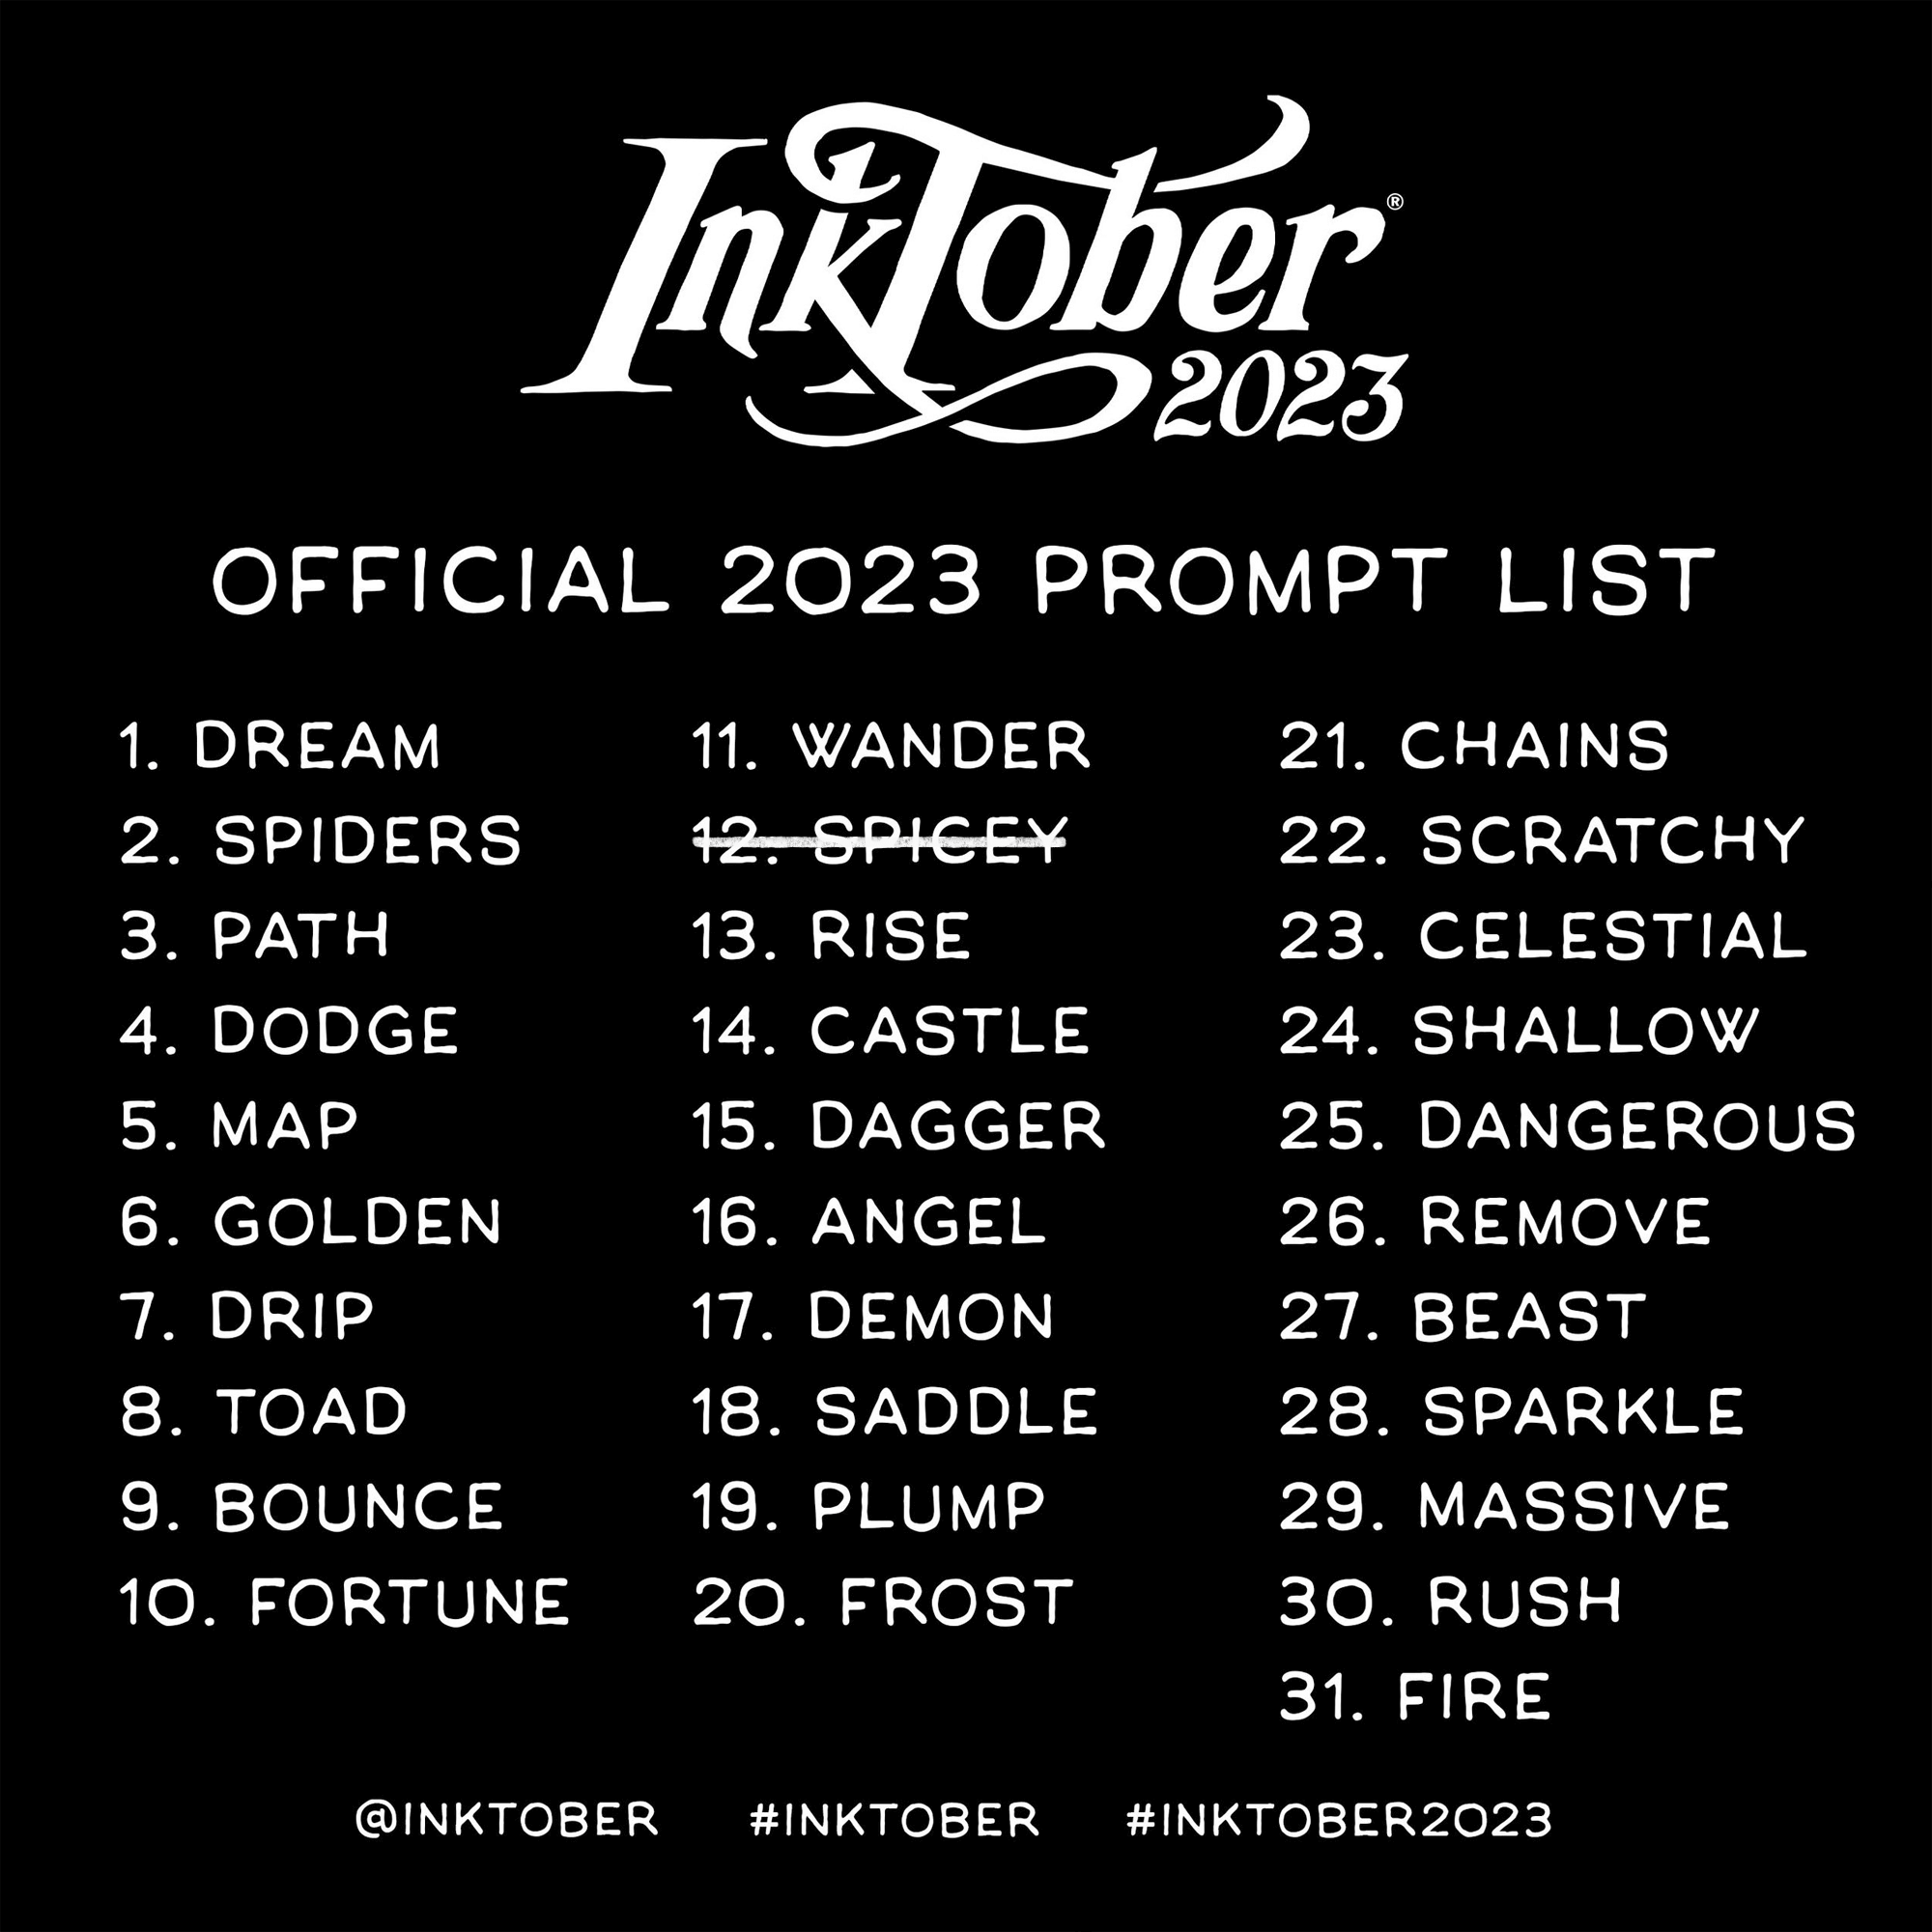 InkTober®
2023
OFFICIAL 2023 PROMPT LIST
1. DREAM
2. SPIDERS
3. PATH
4. DODGE
5. MAP
6. GOLDEN
7. DRIP
8. TOAD
9. BOUNCE
10. FORTUNE
11. WANDER
12. SPICEY
13. RISE
14. CASTLE
15. DAGGER
16. ANGEL
17. DEMON
18. SADDLE
19. PLUMP
20. FROST
21. CHAINS
22. SCRATCHY
23. CELESTIAL
24. SHALLOW
25. DANGEROUS
26. REMOVE
27. BEAST
28. SPARKLE
29. MASSIVE
30. RUSH
31. FIRE
@INKTOBER #INKTOBER #INKTOBER2023